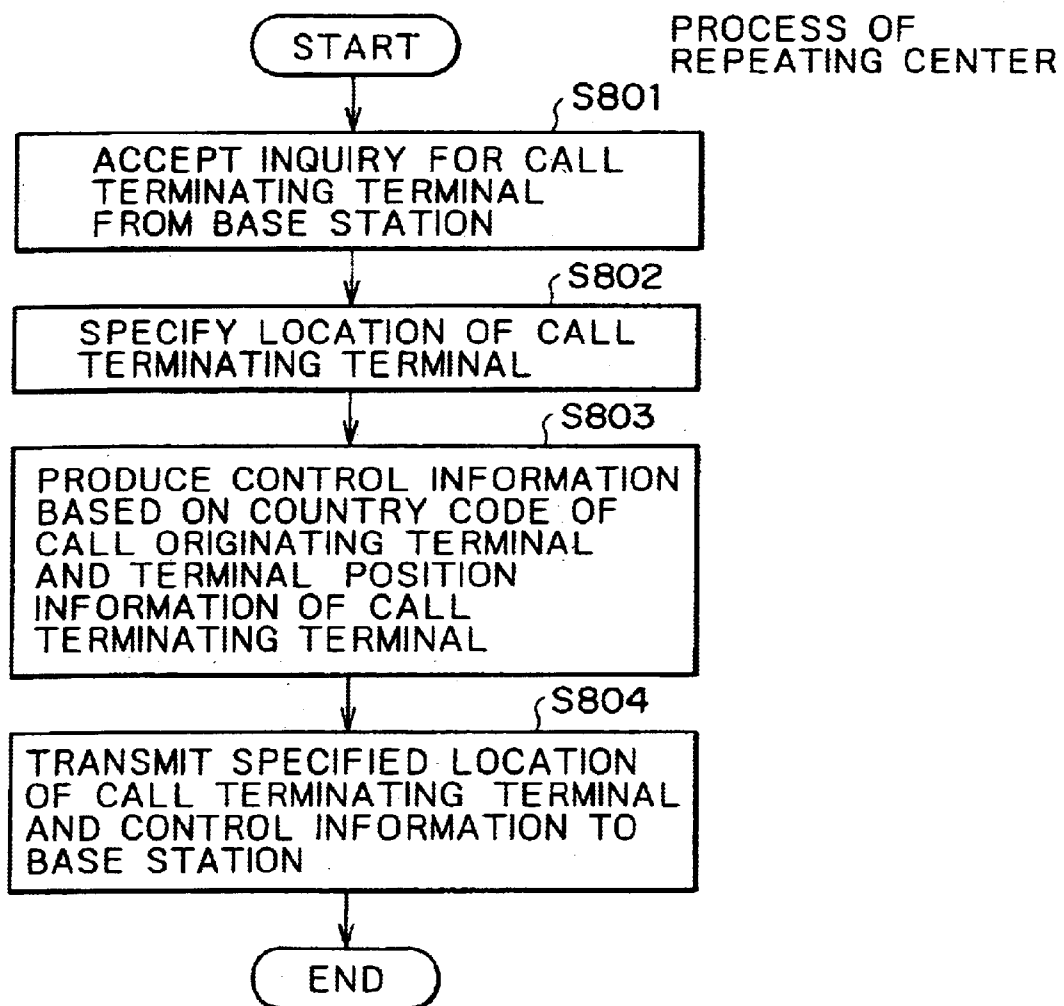 START
PROCESS OF
REPEATING CENTER
S801
ACCEPT INQUIRY FOR CALL
TERMINATING TERMINAL
FROM BASE STATION
S802
SPECIFY LOCATION OF CALL
TERMINATING TERMINAL
S803
PRODUCE CONTROL INFORMATION
BASED ON COUNTRY CODE OF
CALL ORIGINATING TERMINAL
AND TERMINAL POSITION
INFORMATION OF CALL
TERMINATING TERMINAL
S804
TRANSMIT SPECIFIED LOCATION
OF CALL TERMINATING TERMINAL
AND CONTROL INFORMATION TO
BASE STATION
END